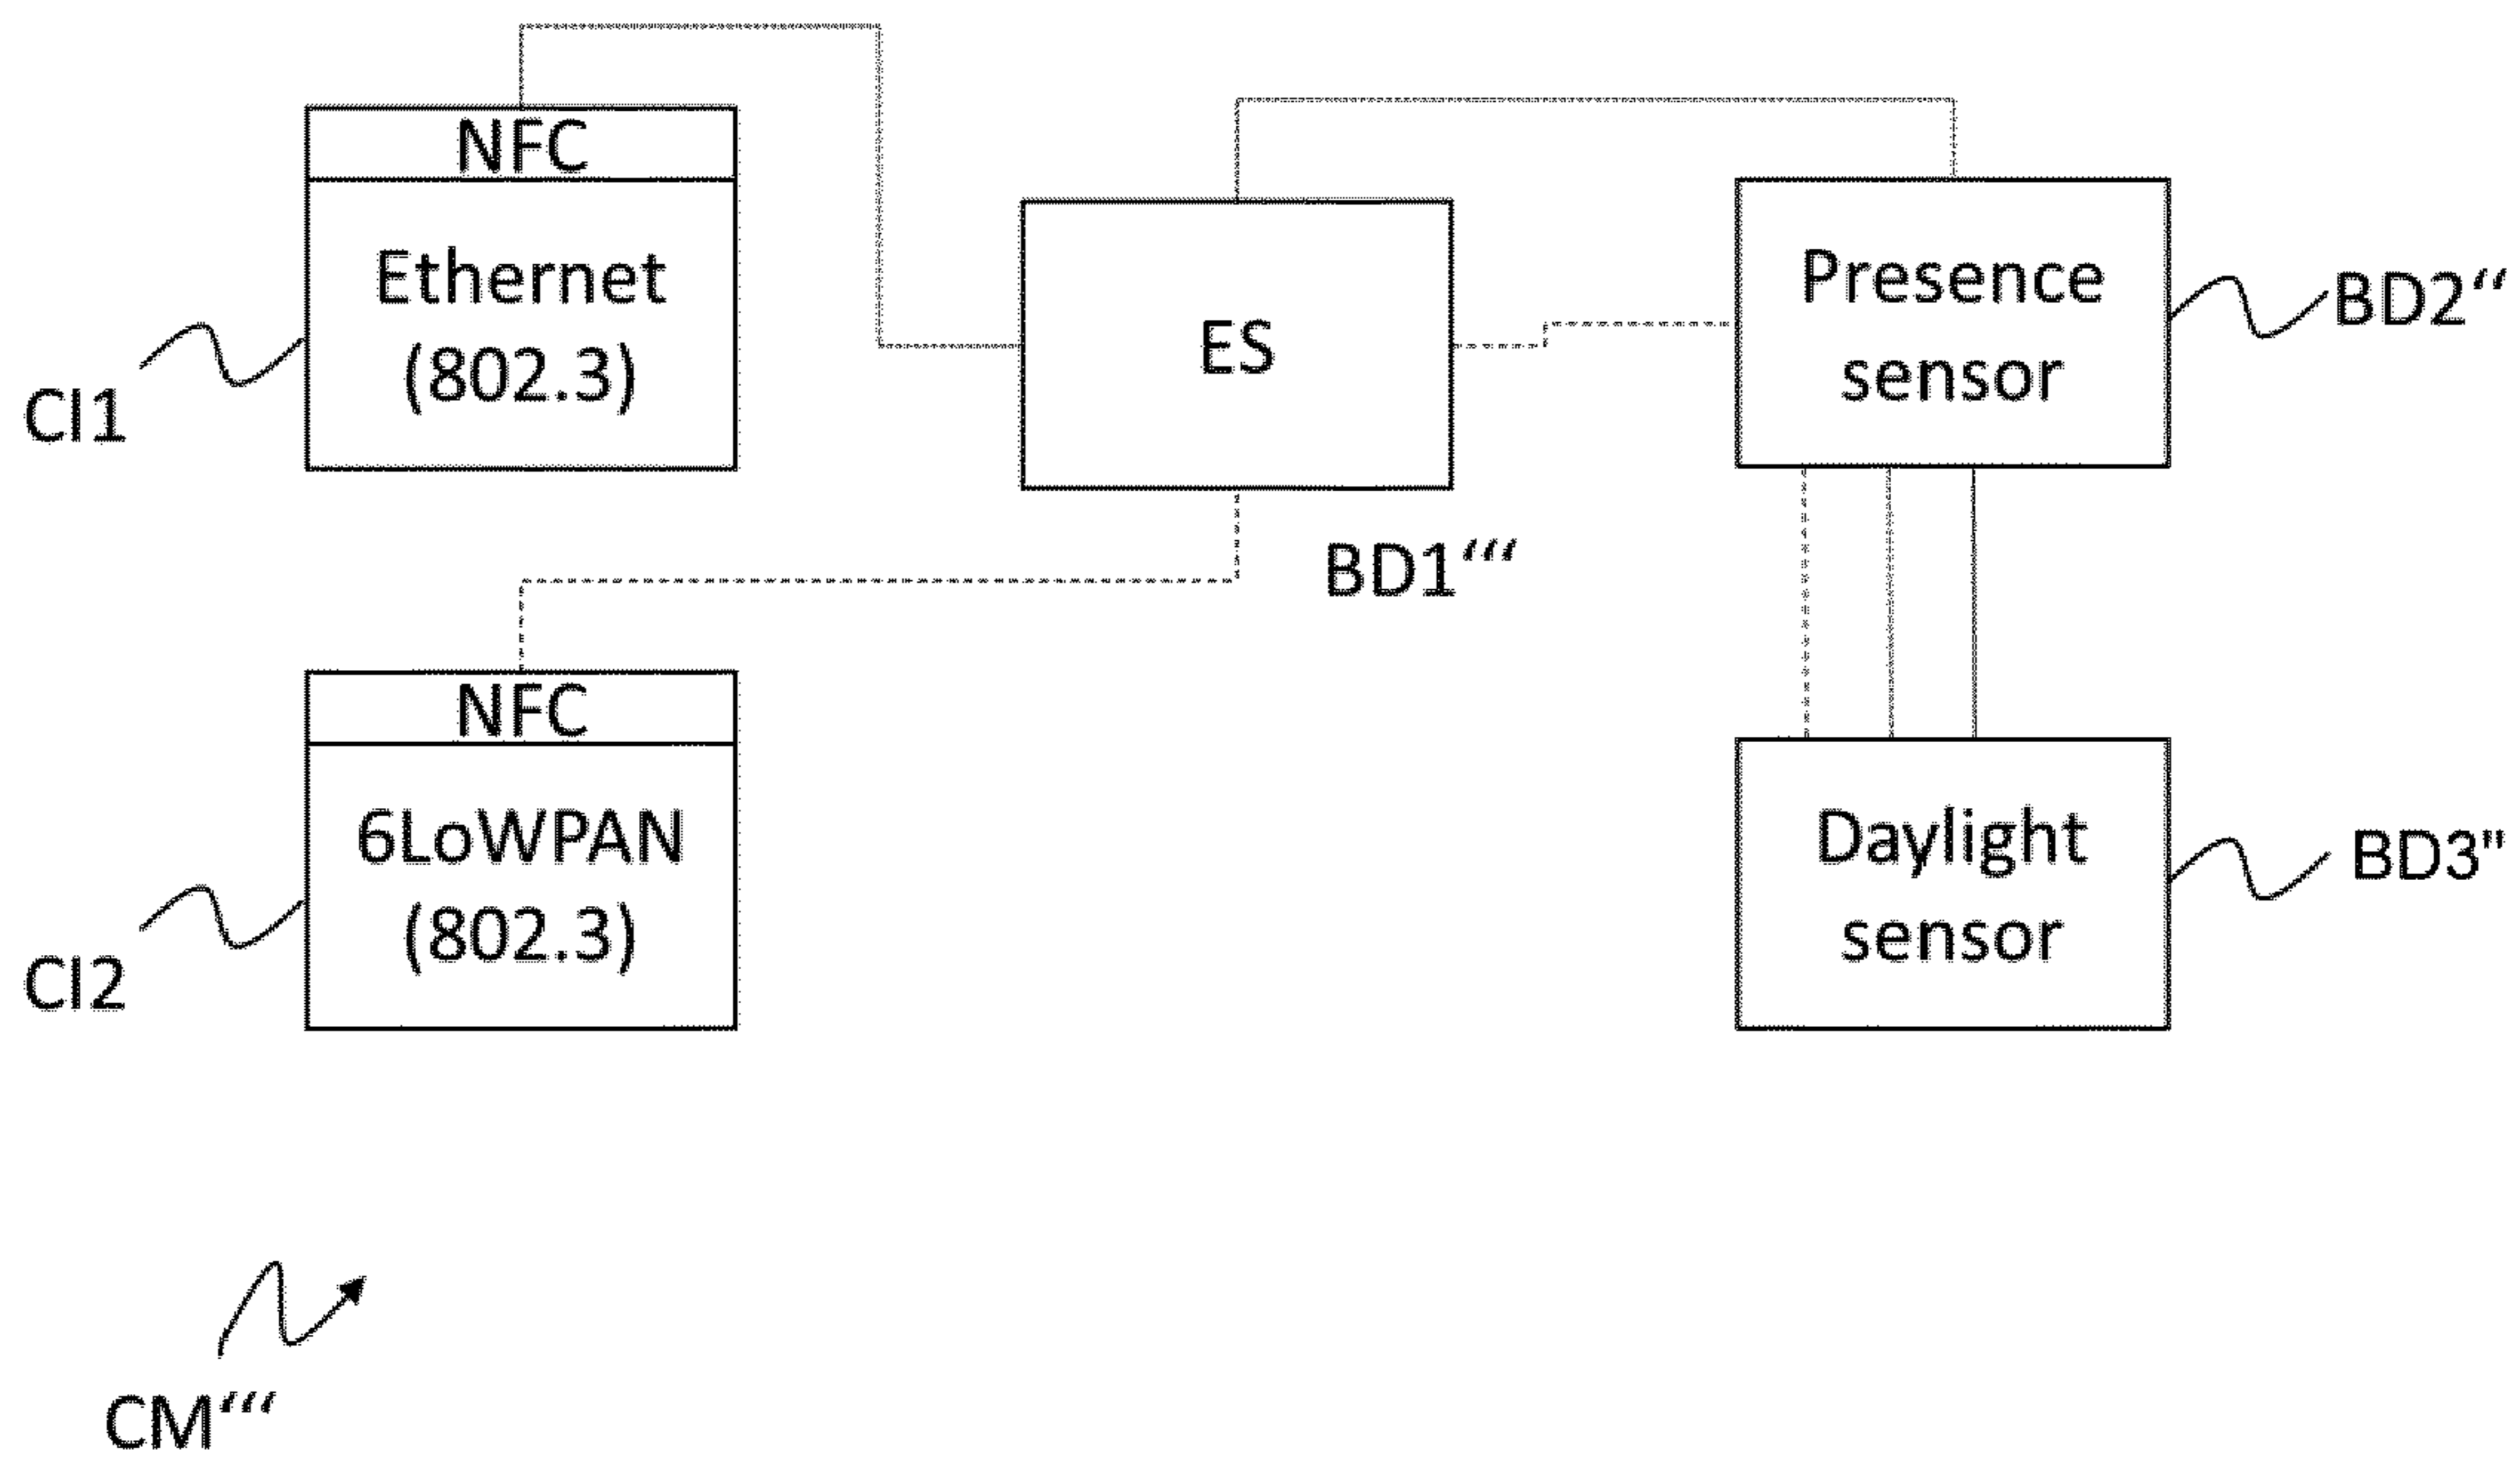 NFC
Ethernet
(802.3)
CI1
ES
BD1‘‘‘
Presence
sensor
BD2‘‘
NFC
6LoWPAN
(802.3)
CI2
Daylight
sensor
BD3"
CM‘‘‘